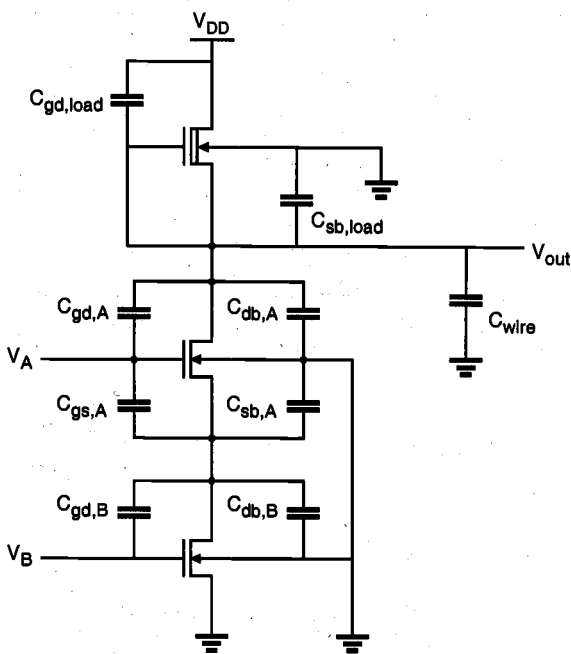 V_DD
C_gd,load
C_sb,load
V_out
C_wire
C_gd,A
C_db,A
V_A
C_gs,A
C_sb,A
C_gd,B
C_db,B
V_B